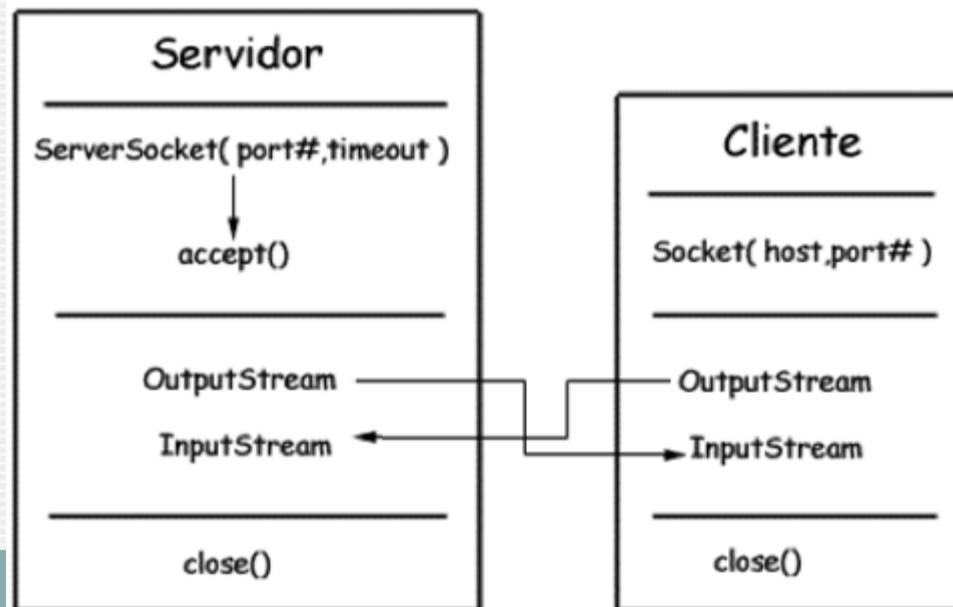 Servidor
ServerSocket( port#,timeout )
accept()
OutputStream
InputStream
close()
Cliente
Socket( host,port# )
OutputStream
InputStream
close()